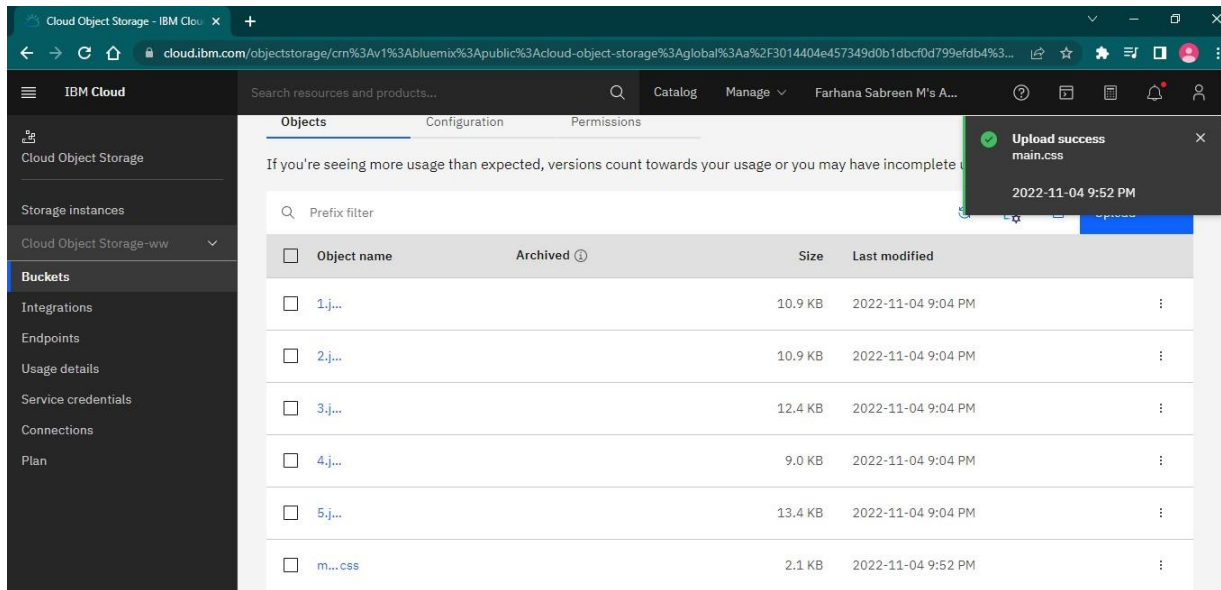 Cloud Object Storage - IBM Clou
cloud.ibm.com/objectstorage/crn%3Av1%3Abluemix%3Apublic%3Acloud-object-storage%3Aglobal%3Aa%2F3014404e457349d0b1dbcf0d799efdb4%3...
IBM Cloud
Search resources and products...
Catalog
Manage
Farhana Sabreen M's A...
Cloud Object Storage
Storage instances
Cloud Object Storage-ww
Buckets
Integrations
Endpoints
Usage details
Service credentials
Connections
Plan
Objects Configuration Permissions
If you're seeing more usage than expected, versions count towards your usage or you may have incomplete
Upload success
main.css
2022-11-04 9:52 PM
Prefix filter
Upload
Object name Archived Size Last modified
1.j... 10.9 KB 2022-11-04 9:04 PM
2.j... 10.9 KB 2022-11-04 9:04 PM
3.j... 12.4 KB 2022-11-04 9:04 PM
4.j... 9.0 KB 2022-11-04 9:04 PM
5.j... 13.4 KB 2022-11-04 9:04 PM
m...css 2.1 KB 2022-11-04 9:52 PM